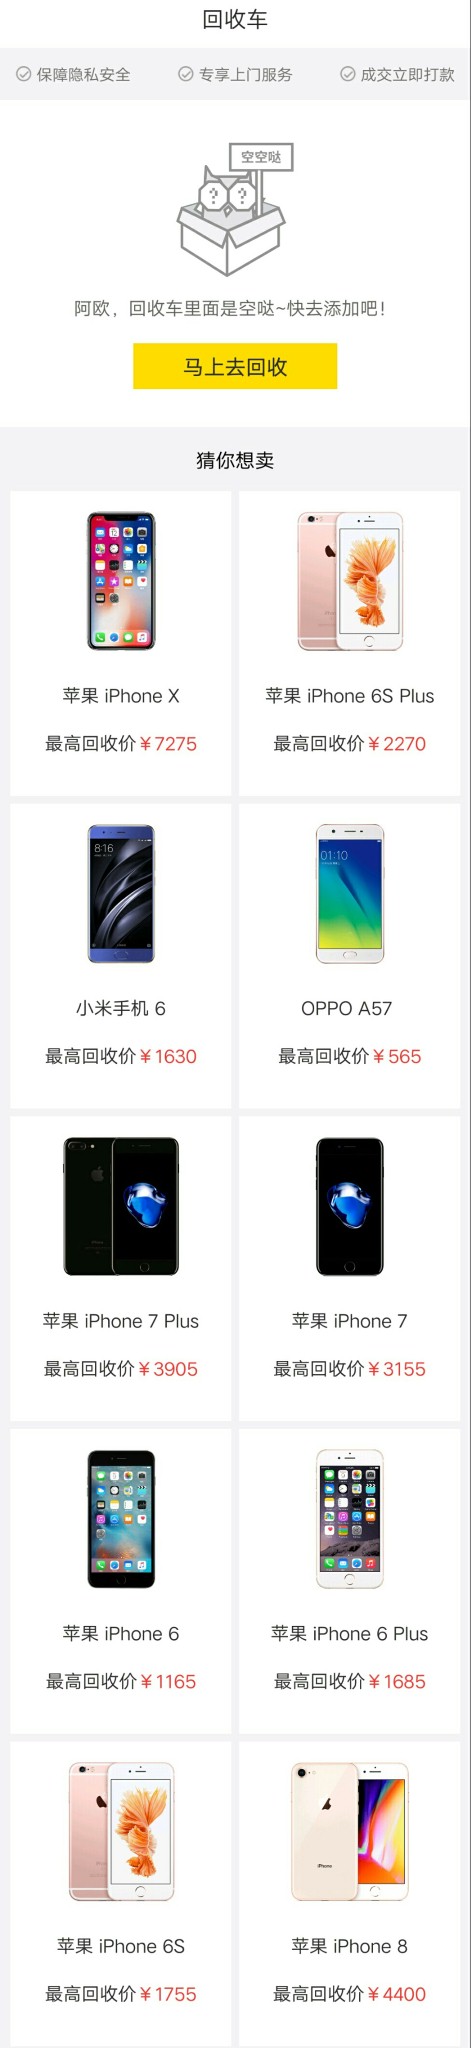 回收车
保障隐私安全 专享上门服务 成交立即打款
空空哒
阿欧，回收车里面是空哒~快去添加吧！
马上去回收
猜你想卖
苹果 iPhone X 苹果 iPhone 6S Plus
最高回收价￥7275 最高回收价￥2270
8:16
01:10
小米手机 6 OPPO A57
最高回收价￥1630 最高回收价￥565
苹果 iPhone 7 Plus 苹果 iPhone 7
最高回收价￥3905 最高回收价￥3155
苹果 iPhone 6 苹果 iPhone 6 Plus
最高回收价￥1165 最高回收价￥1685
iPhone
苹果 iPhone 6S 苹果 iPhone 8
最高回收价￥1755 最高回收价￥4400